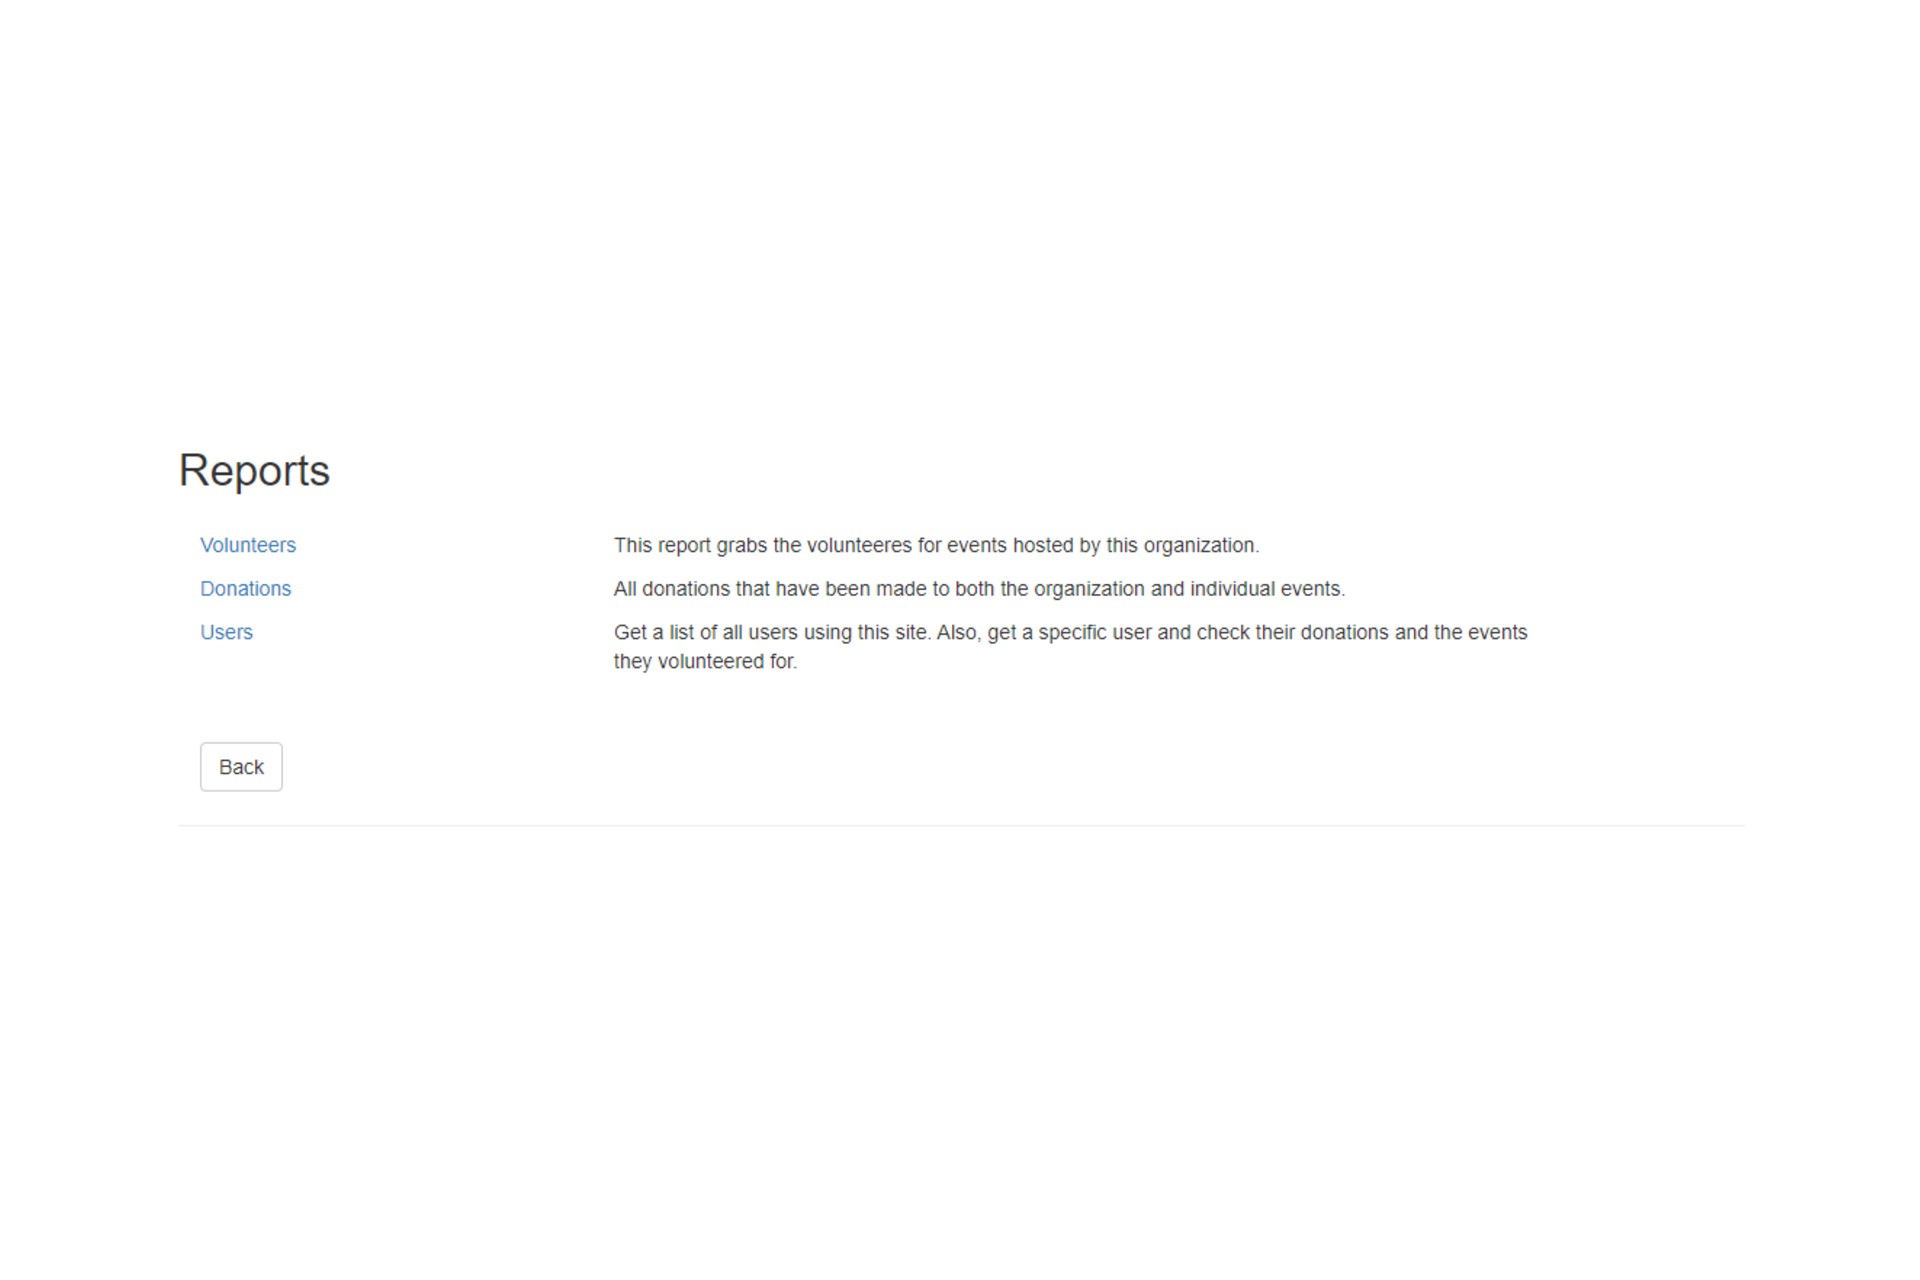 Reports
Volunteers This report grabs the volunteeres for events hosted by this organization.
Donations All donations that have been made to both the organization and individual events.
Users Get a list of all users using this site. Also, get a specific user and check their donations and the events
they volunteered for.
Back